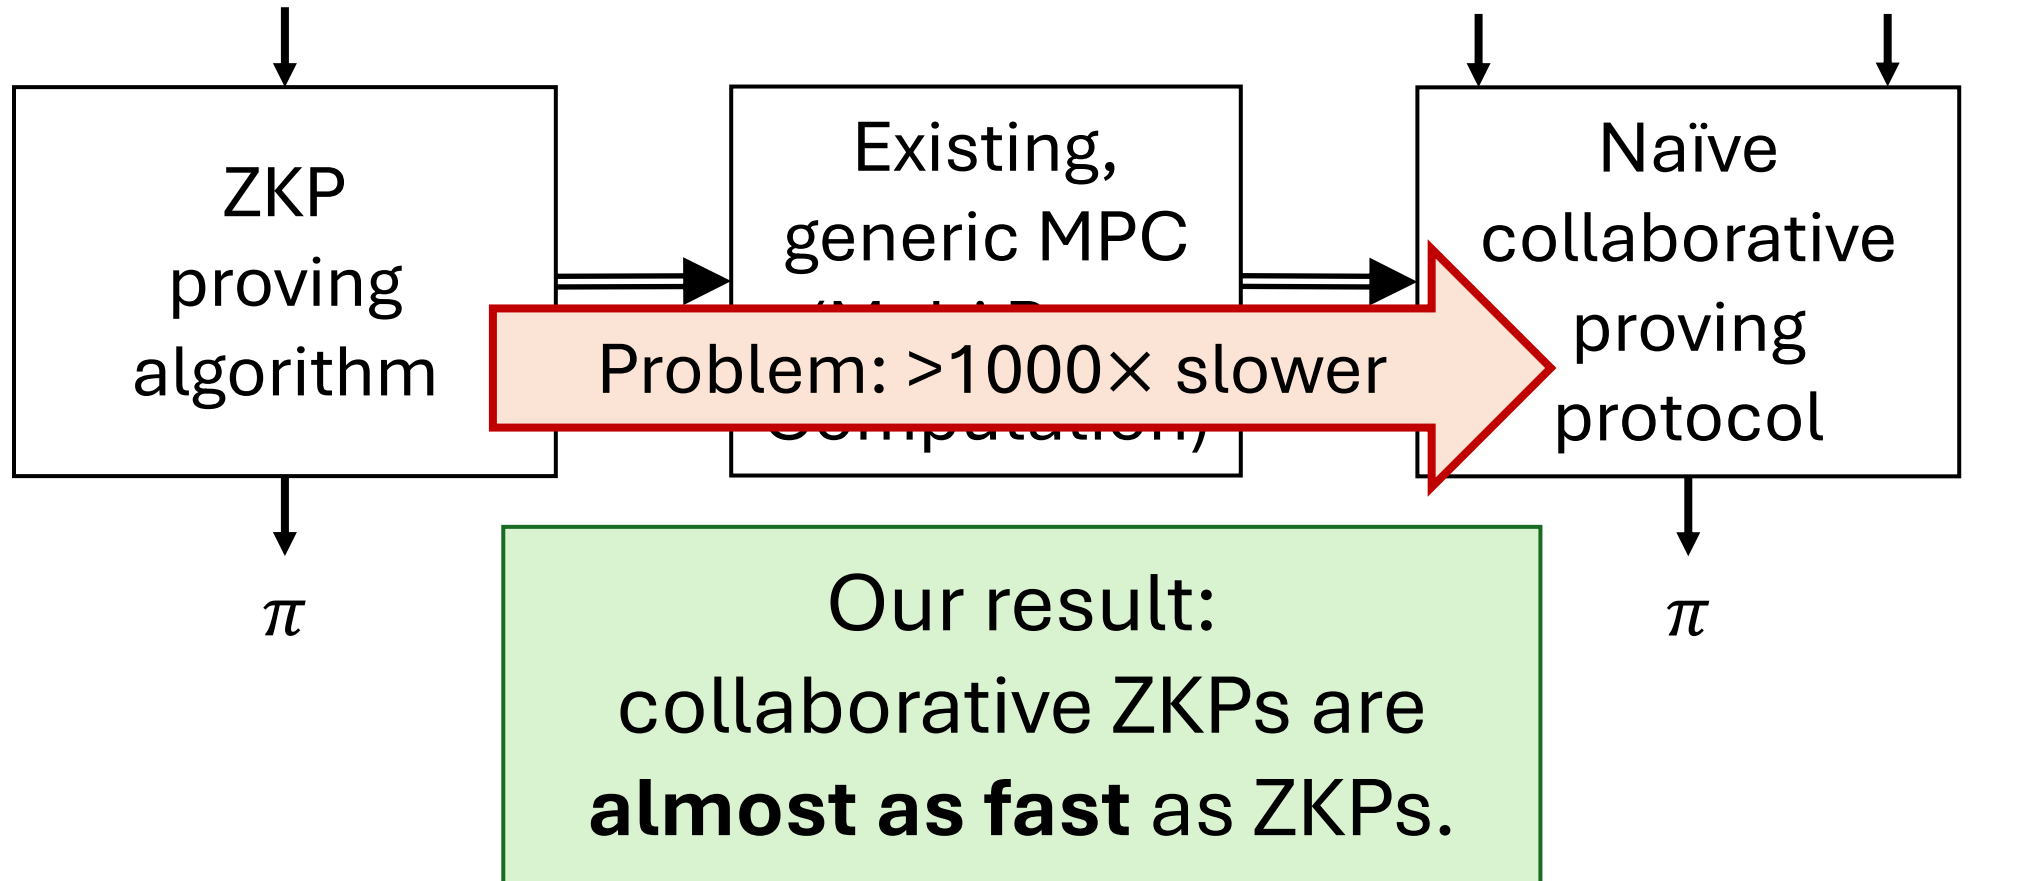 ZKP
proving
algorithm
Existing,
generic MPC
Computation)
Naïve
collaborative
proving
protocol
Problem: >1000× slower
π
π
Our result:
collaborative ZKPs are
almost as fast as ZKPs.